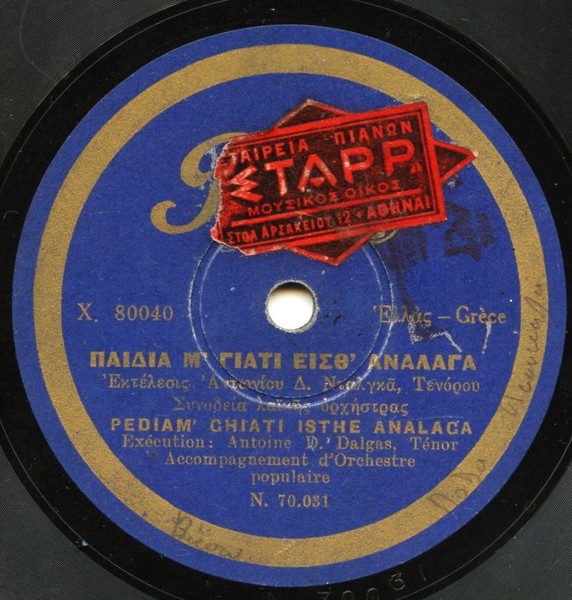 ΕΤΑΙΡΕΙΑ ΠΙΑΝΩΝ
"ΣΤΑΡΡ"
ΜΟΥΣΙΚΟΣ ΟΙΚΟΣ
ΣΤΟΑ ΑΡΣΑΚΕΙΟΥ 12 • ΑΘΗΝΑΙ
X. 80040
Ἑλλὰς – Grèce
ΠΑΙΔΙΑ Μ' ΓΙΑΤΙ ΕΙΣΘ' ΑΝΑΛΑΓΑ
Ἐκτέλεσις Ἀντωνίου Δ. Νταλγκᾶ, Τενόρου
Συνοδεία λαϊκῆς ὀρχήστρας
PEDIAM' GHIATI ISTHE ANALAGA
Exécution: Antoine D. Dalgas, Ténor
Accompagnement d'Orchestre
populaire
N. 70.031